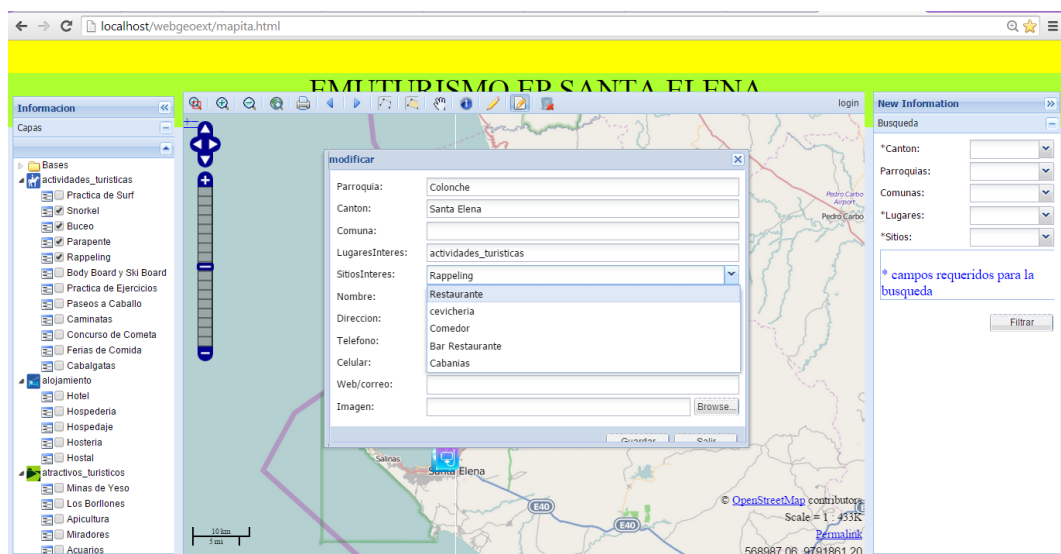 localhost/webgeoext/mapita.html
EMUTURISMO EP SANTA ELENA
Informacion
Capas
Bases
actividades_turisticas
Practica de Surf
Snorkel
Buceo
Parapente
Rappeling
Body Board y Ski Board
Practica de Ejercicios
Paseos a Caballo
Caminatas
Concurso de Cometa
Ferias de Comida
Cabalgatas
alojamiento
Hotel
Hospederia
Hospedaje
Hosteria
Hostal
atractivos_turisticos
Minas de Yeso
Los Borllones
Apicultura
Miradores
Acuarios
login
modificar
Parroquia: Colonche
Canton: Santa Elena
Comuna:
LugaresInteres: actividades_turisticas
SitiosInteres: Rappeling
Restaurante
cevicheria
Comedor
Bar Restaurante
Cabanias
Nombre:
Direccion:
Telefono:
Celular:
Web/correo:
Imagen: Browse...
Guardar Salir
Pedro Carbo
Airport
Pedro Carbo
Salinas
Santa Elena
E40
E40
10 km
5 mi
© OpenStreetMap contributors
Scale = 1 : 433K
Permalink
568987.06, 9791861.20
New Information
Busqueda
*Canton:
Parroquias:
Comunas:
*Lugares:
*Sitios:
* campos requeridos para la
busqueda
Filtrar